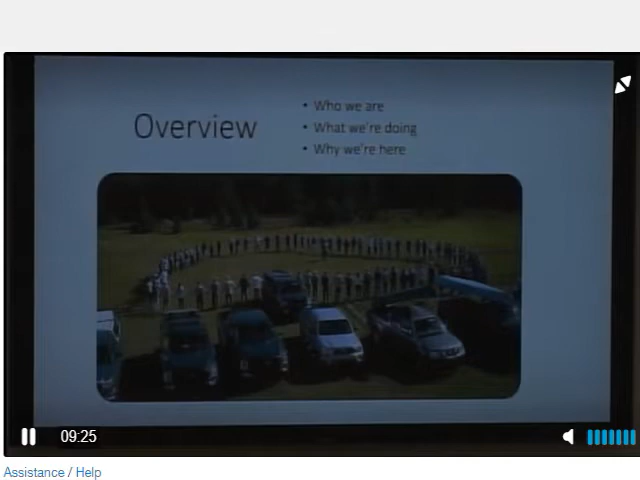 Overview
• Who we are
• What we're doing
• Why we're here
09:25
Assistance / Help